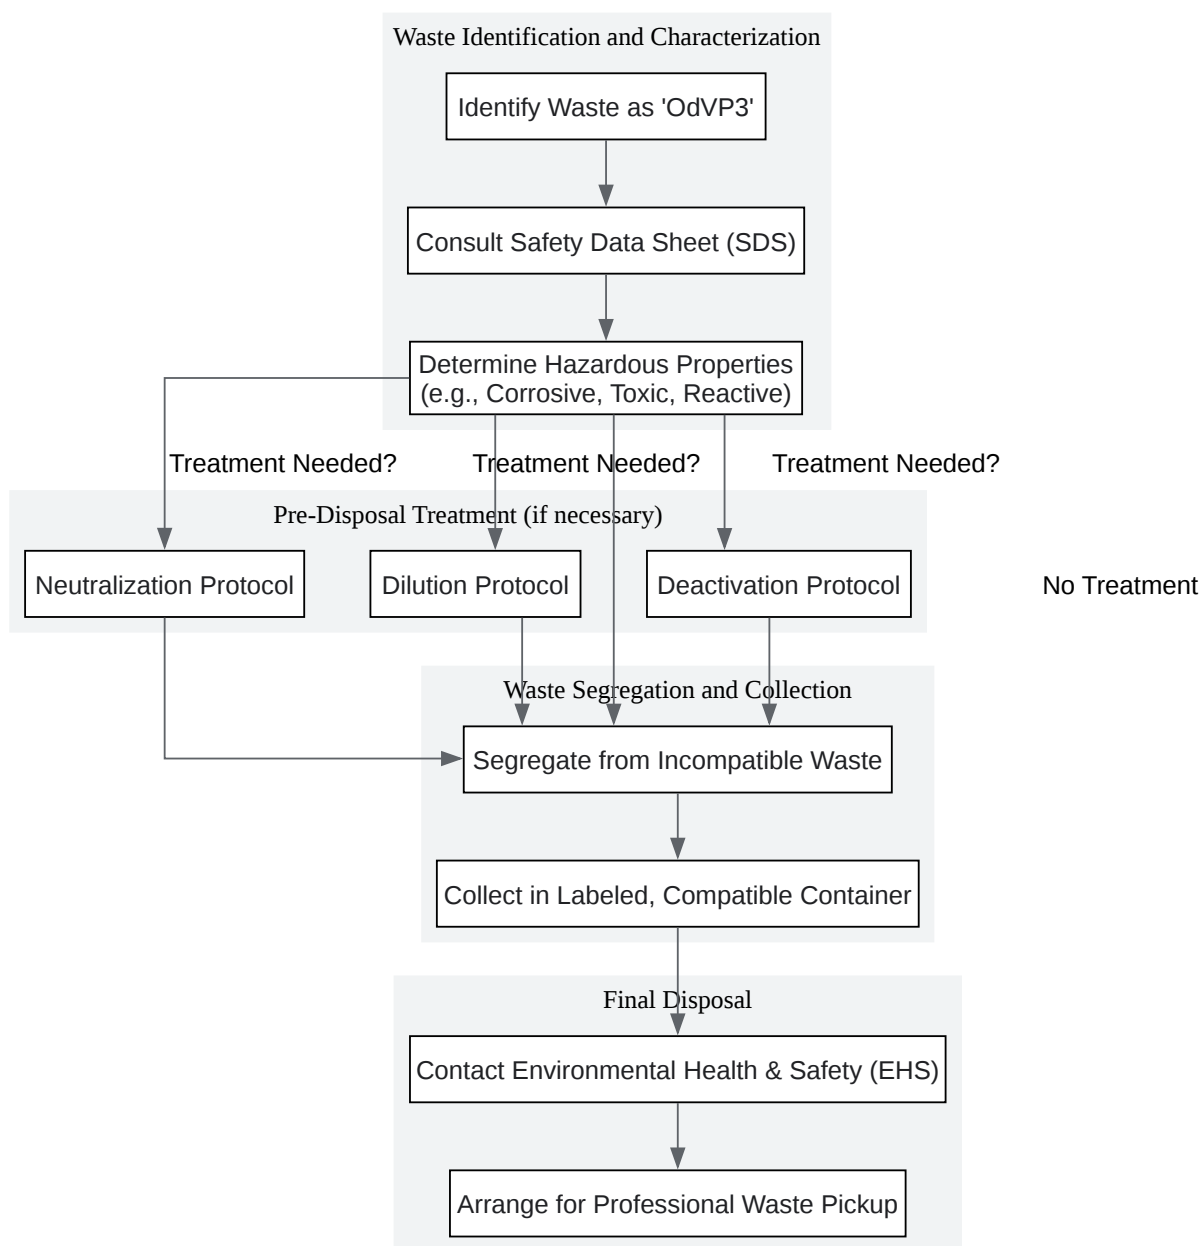 Waste Identification and Characterization
Identify Waste as 'OdVP3'
Consult Safety Data Sheet (SDS)
Determine Hazardous Properties
(e.g., Corrosive, Toxic, Reactive)
Treatment Needed?
Treatment Needed?
Treatment Needed?
Pre-Disposal Treatment (if necessary)
Neutralization Protocol
Dilution Protocol
Deactivation Protocol
No Treatment
Waste Segregation and Collection
Segregate from Incompatible Waste
Collect in Labeled, Compatible Container
Final Disposal
Contact Environmental Health & Safety (EHS)
Arrange for Professional Waste Pickup